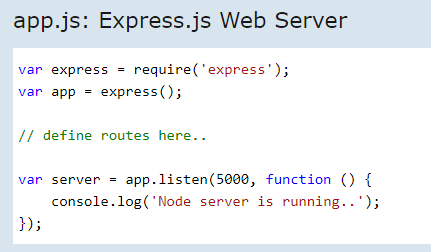 app.js: Express.js Web Server
var express = require('express');
var app = express();
// define routes here..
var server = app.listen(5000, function () {
    console.log('Node server is running..');
});